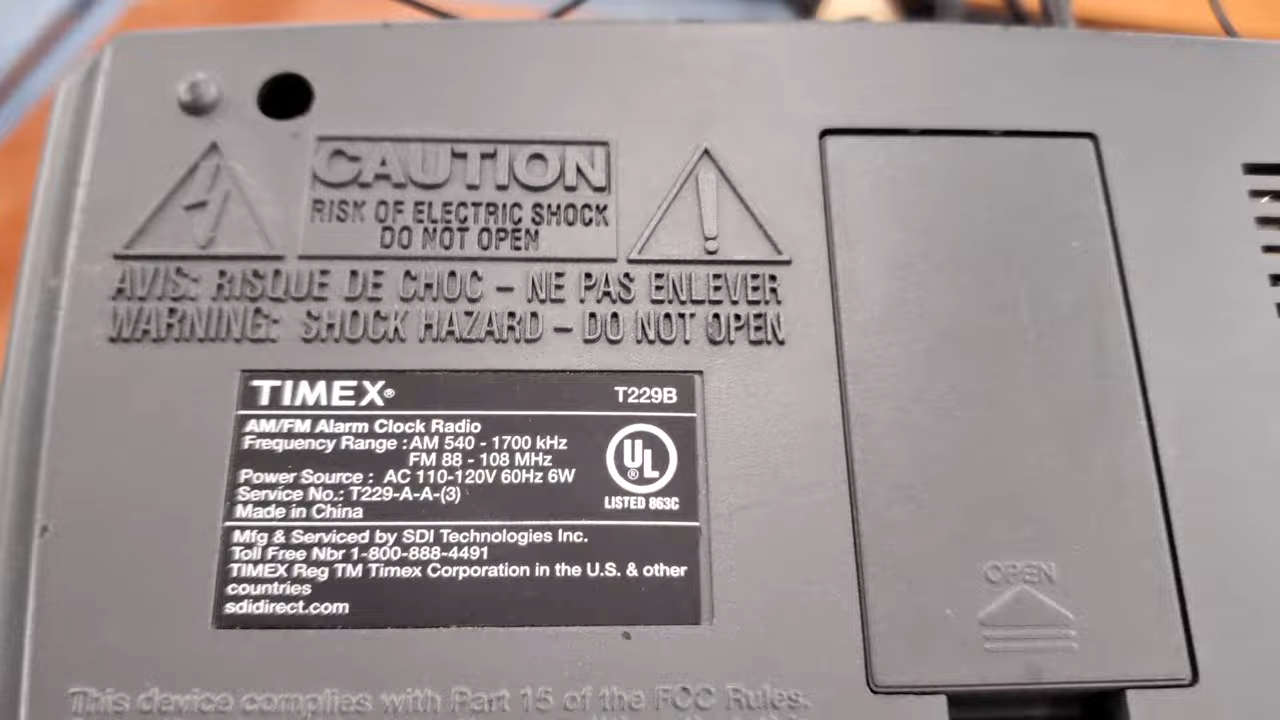 CAUTION
RISK OF ELECTRIC SHOCK
DO NOT OPEN
AVIS: RISQUE DE CHOC – NE PAS ENLEVER
WARNING: SHOCK HAZARD – DO NOT OPEN
TIMEX® T229B
AM/FM Alarm Clock Radio
Frequency Range : AM 540 - 1700 kHz
FM 88 - 108 MHz
Power Source : AC 110-120V 60Hz 6W
Service No.: T229-A-A-(3)
Made in China
UL ®
LISTED 863C
Mfg & Serviced by SDI Technologies Inc.
Toll Free Nbr 1-800-888-4491
TIMEX Reg TM Timex Corporation in the U.S. & other
countries
sdidirect.com
OPEN
This device complies with Part 15 of the FCC Rules.